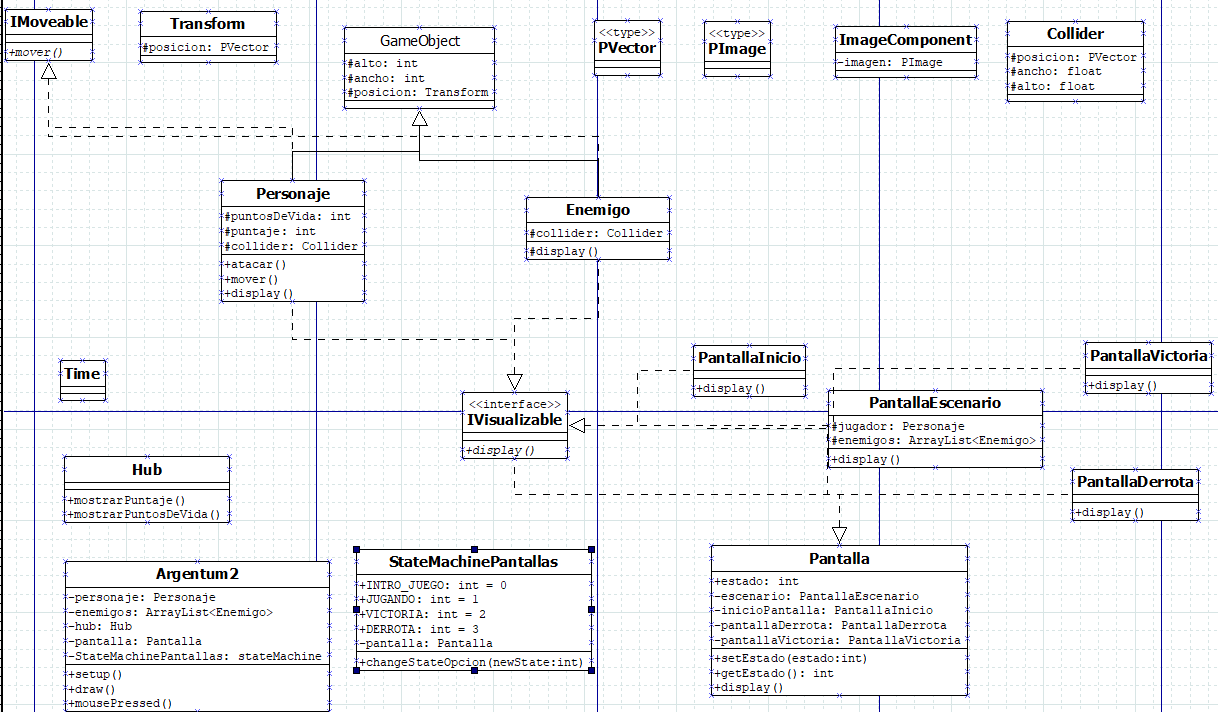 IMoveable
+mover()
Transform
#posicion: PVector
GameObject
#alto: int
#ancho: int
#posicion: Transform
<<type>>
PVector
<<type>>
PImage
ImageComponent
-imagen: PImage
Collider
#posicion: PVector
#ancho: float
#alto: float
Personaje
#puntosDeVida: int
#puntaje: int
#collider: Collider
+atacar()
+mover()
+display()
Enemigo
#collider: Collider
#display()
Time
<<interface>>
IVisualizable
+display()
PantallaInicio
+display()
PantallaEscenario
#jugador: Personaje
#enemigos: ArrayList<Enemigo>
+display()
PantallaVictoria
+display()
Hub
+mostrarPuntaje()
+mostrarPuntosDeVida()
PantallaDerrota
+display()
Argentum2
-personaje: Personaje
-enemigos: ArrayList<Enemigo>
-hub: Hub
-pantalla: Pantalla
-StateMachinePantallas: stateMachine
+setup()
+draw()
+mousePressed()
StateMachinePantallas
+INTRO_JUEGO: int = 0
+JUGANDO: int = 1
+VICTORIA: int = 2
+DERROTA: int = 3
-pantalla: Pantalla
+changeStateOpcion(newState:int)
Pantalla
+estado: int
-escenario: PantallaEscenario
-inicioPantalla: PantallaInicio
-pantallaDerrota: PantallaDerrota
-pantallaVictoria: PantallaVictoria
+setEstado(estado:int)
+getEstado(): int
+display()